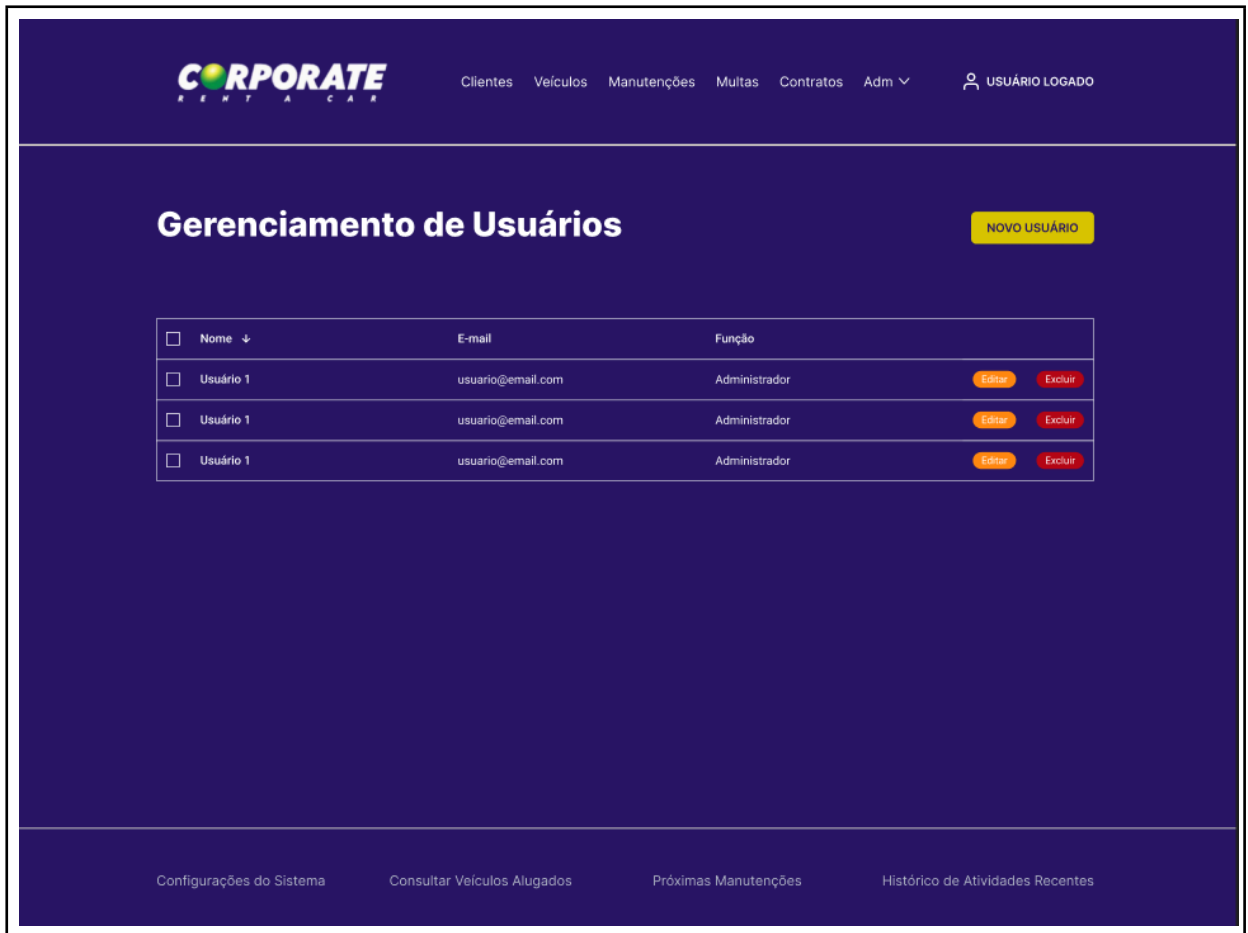 CORPORATE
RENT A CAR
Clientes Veículos Manutenções Multas Contratos Adm USUÁRIO LOGADO
Gerenciamento de Usuários
NOVO USUÁRIO
Nome E-mail Função
Usuário 1 usuario@email.com Administrador Editar Excluir
Usuário 1 usuario@email.com Administrador Editar Excluir
Usuário 1 usuario@email.com Administrador Editar Excluir
Configurações do Sistema Consultar Veículos Alugados Próximas Manutenções Histórico de Atividades Recentes